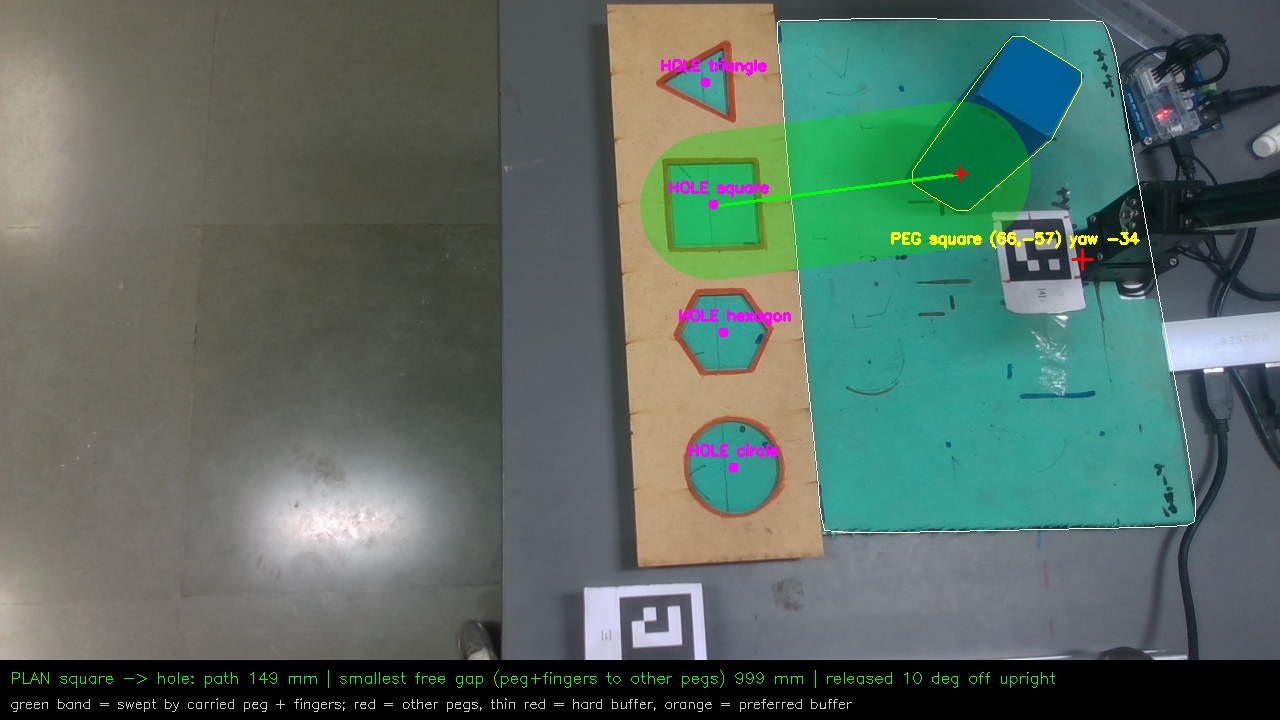 HOLE triangle
HOLE square
PEG square (66,-57) yaw -34
HOLE hexagon
HOLE circle
PLAN square -> hole: path 149 mm | smallest free gap (peg+fingers to other pegs) 999 mm | released 10 deg off upright
green band = swept by carried peg + fingers; red = other pegs, thin red = hard buffer, orange = preferred buffer